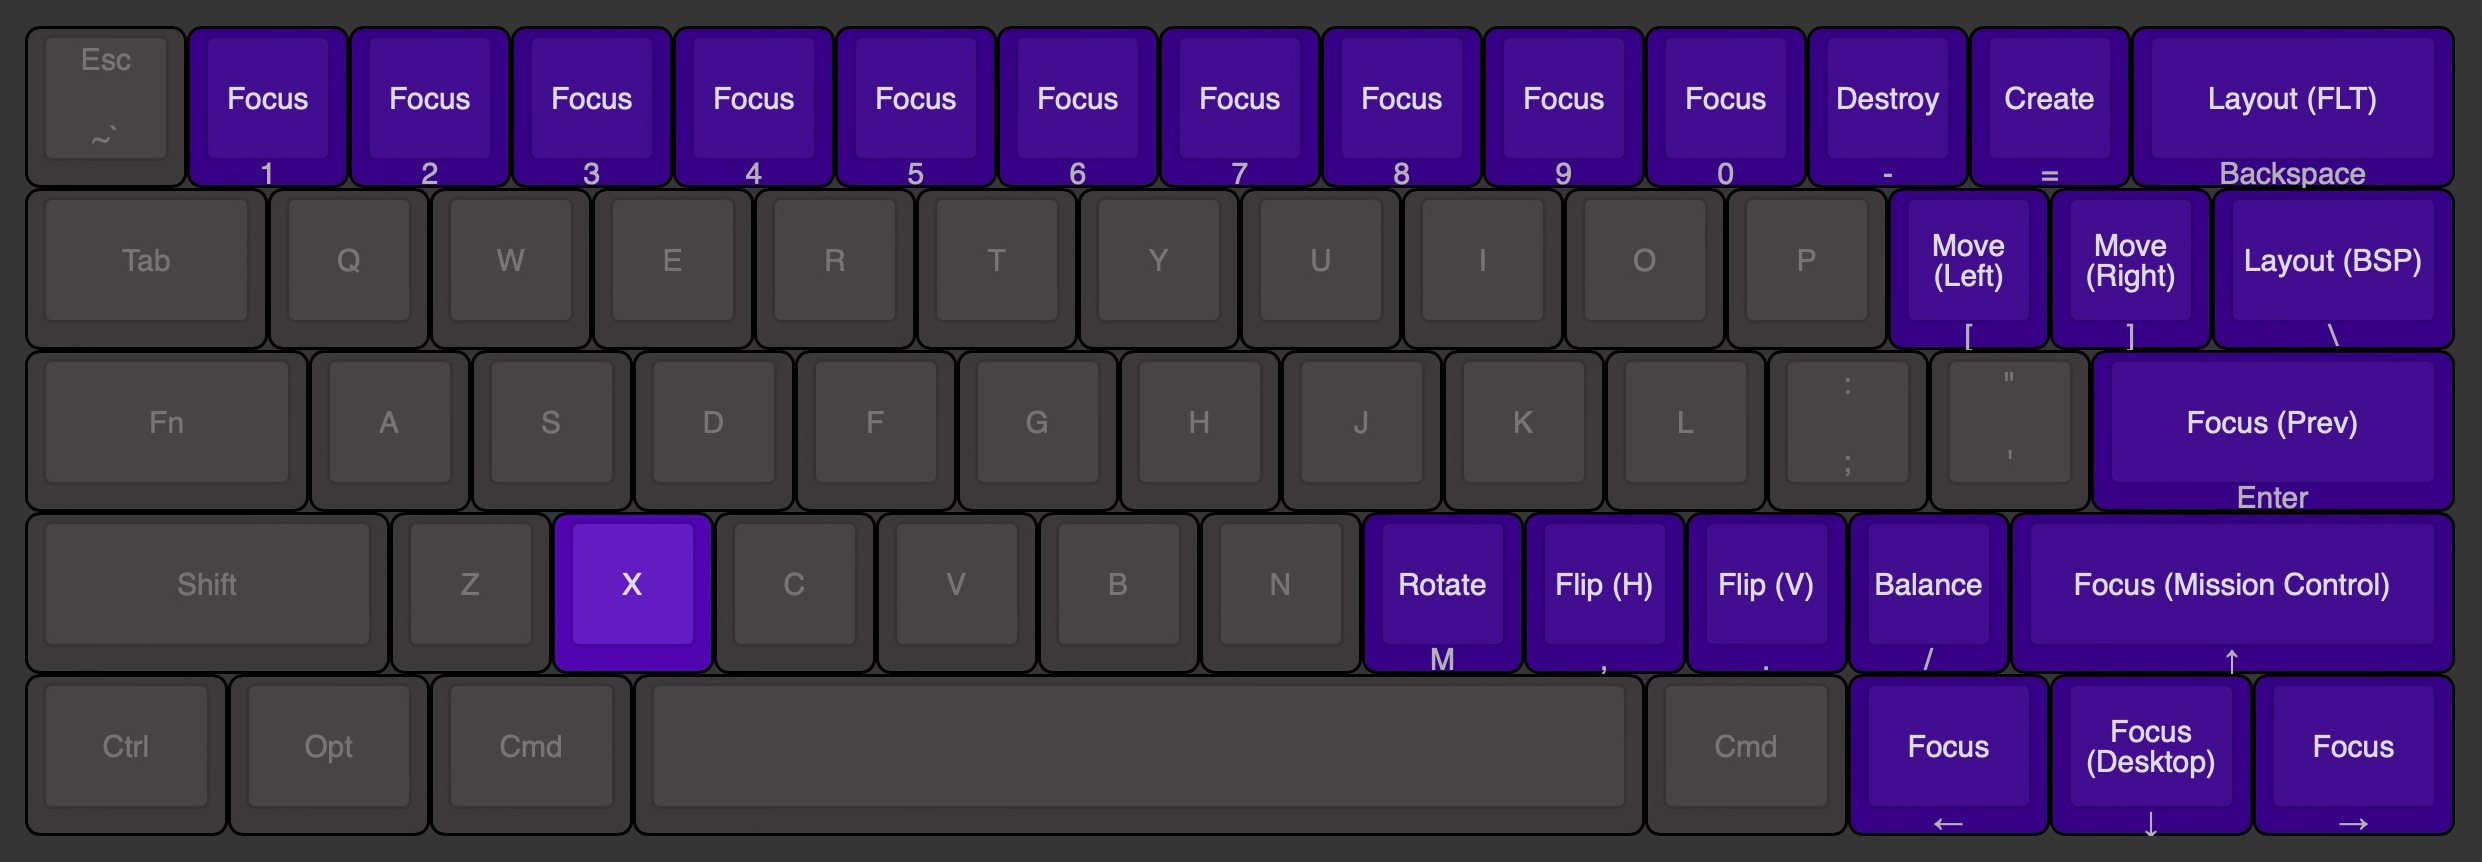 Esc
~`
Focus
1
Focus
2
Focus
3
Focus
4
Focus
5
Focus
6
Focus
7
Focus
8
Focus
9
Focus
0
Destroy
-
Create
=
Layout (FLT)
Backspace
Tab
Q
W
E
R
T
Y
U
I
O
P
Move
(Left)
[
Move
(Right)
]
Layout (BSP)
\
Fn
A
S
D
F
G
H
J
K
L
:
;
"
'
Focus (Prev)
Enter
Shift
Z
X
C
V
B
N
Rotate
M
Flip (H)
,
Flip (V)
.
Balance
/
Focus (Mission Control)
↑
Ctrl
Opt
Cmd
Cmd
Focus
←
Focus
(Desktop)
↓
Focus
→